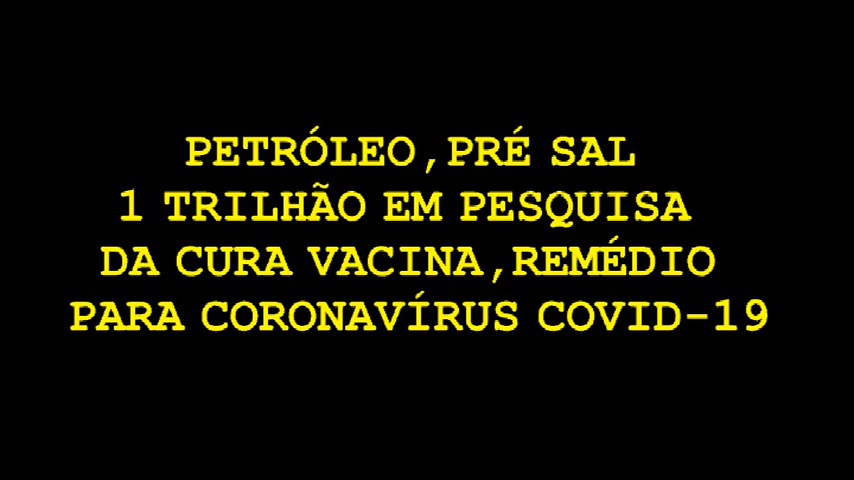 PETRÓLEO,PRÉ SAL
1 TRILHÃO EM PESQUISA
DA CURA VACINA,REMÉDIO
PARA CORONAVÍRUS COVID-19